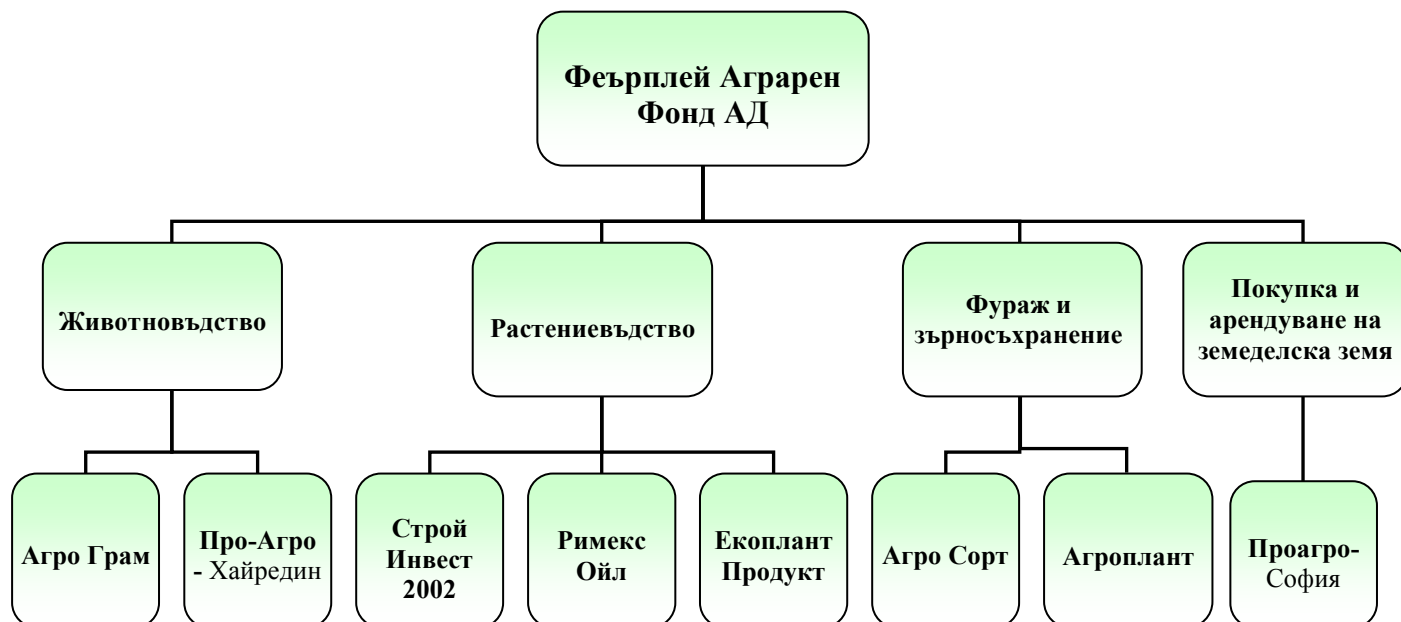 Феърплей Аграрен
Фонд АД
Животновъдство
Растениевъдство
Фураж и
зърносъхранение
Покупка и
арендуване на
земеделска земя
Агро Грам
Про-Агро
- Хайредин
Строй
Инвест
2002
Римекс
Ойл
Екоплант
Продукт
Агро Сорт
Агроплант
Проагро-
София